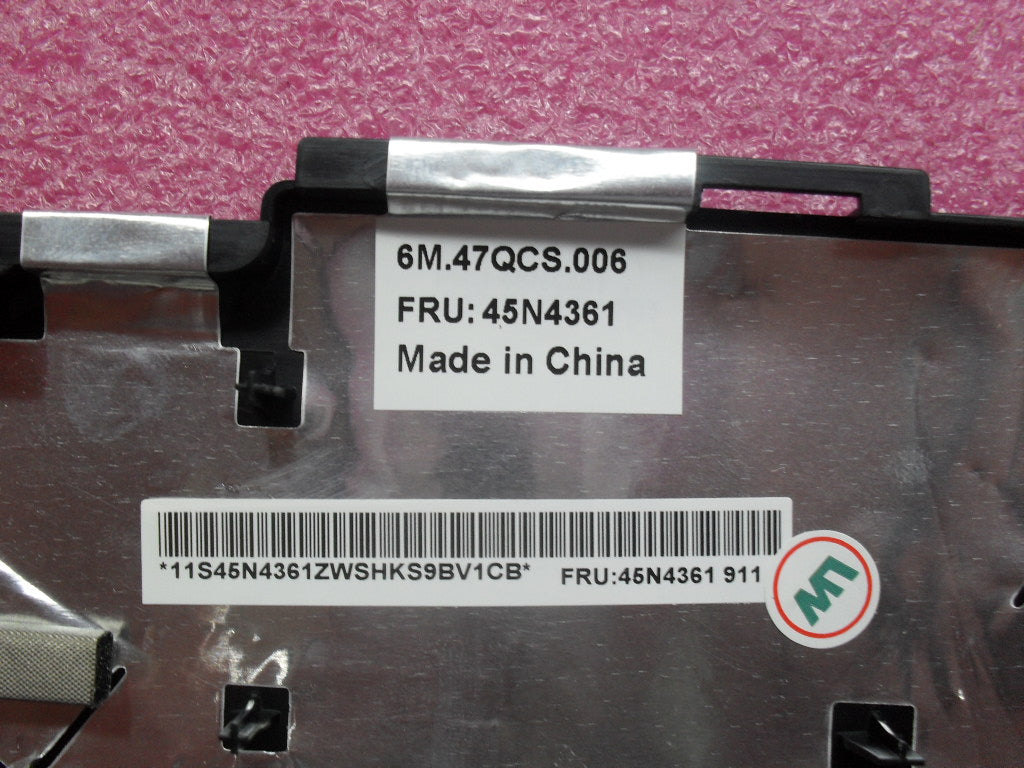 6M.47QCS.006
FRU: 45N4361
Made in China
*11S45N4361ZWSHKS9BV1CB*
FRU:45N4361 911